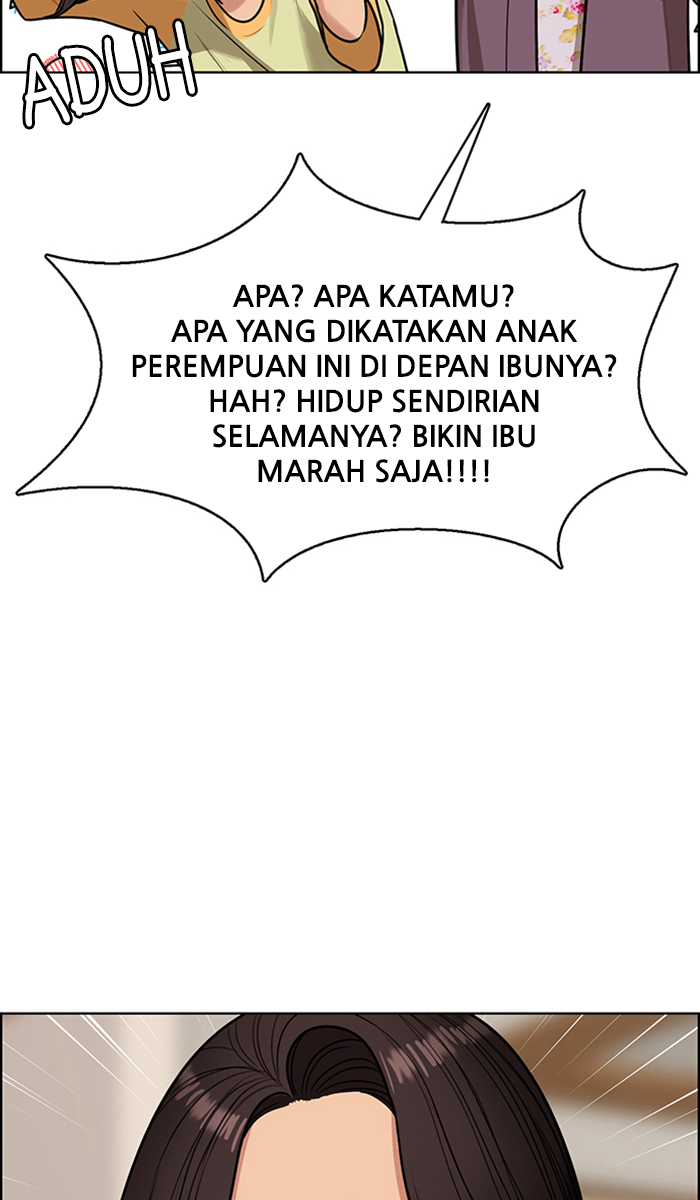 ADUH
APA? APA KATAMU?
APA YANG DIKATAKAN ANAK
PEREMPUAN INI DI DEPAN IBUNYA?
HAH? HIDUP SENDIRIAN
SELAMANYA? BIKIN IBU
MARAH SAJA!!!!